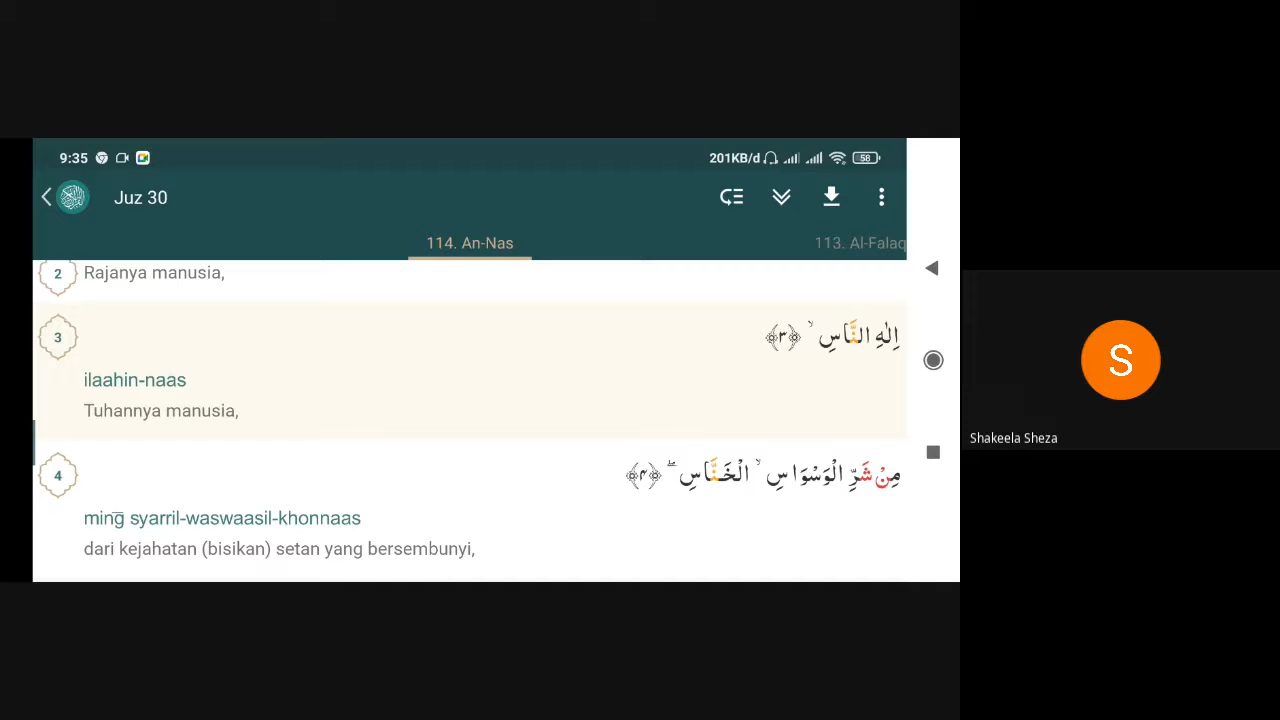 9:35 201KB/d 58
Juz 30
114. An-Nas 113. Al-Falaq
2 Rajanya manusia,
3
اِلٰهِ النَّاسِۙ ﴿٣﴾
ilaahin-naas
Tuhannya manusia,
4
مِنْ شَرِّ الْوَسْوَاسِ ۙ الْخَنَّاسِۖ ﴿۴﴾
ming̅ syarril-waswaasil-khonnaas
dari kejahatan (bisikan) setan yang bersembunyi,
S
Shakeela Sheza